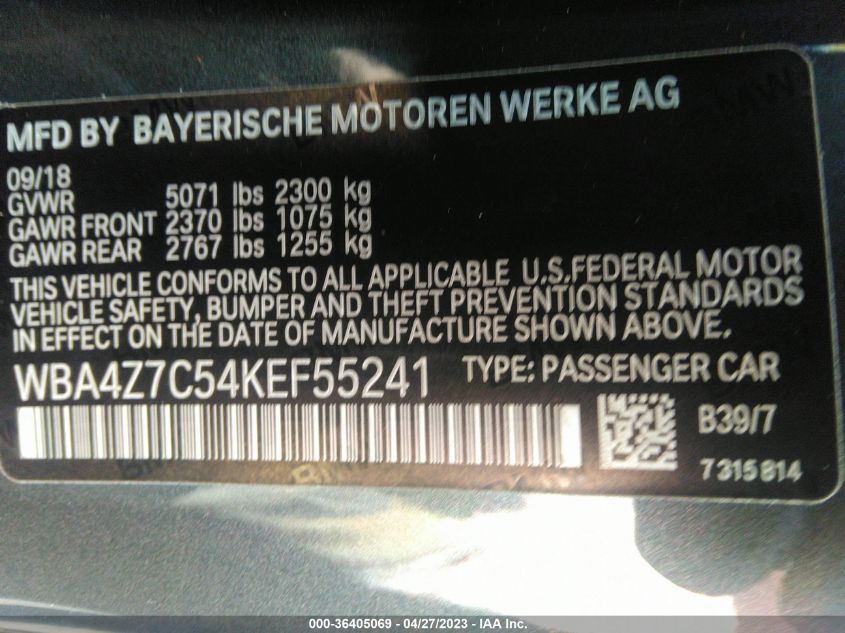 MFD BY BAYERISCHE MOTOREN WERKE AG
09/18
GVWR 5071 lbs 2300 kg
GAWR FRONT 2370 lbs 1075 kg
GAWR REAR 2767 lbs 1255 kg
THIS VEHICLE CONFORMS TO ALL APPLICABLE U.S.FEDERAL MOTOR
VEHICLE SAFETY, BUMPER AND THEFT PREVENTION STANDARDS
IN EFFECT ON THE DATE OF MANUFACTURE SHOWN ABOVE.
WBA4Z7C54KEF55241 TYPE: PASSENGER CAR
B39/7
7315814
000-36405069 - 04/27/2023 - IAA Inc.